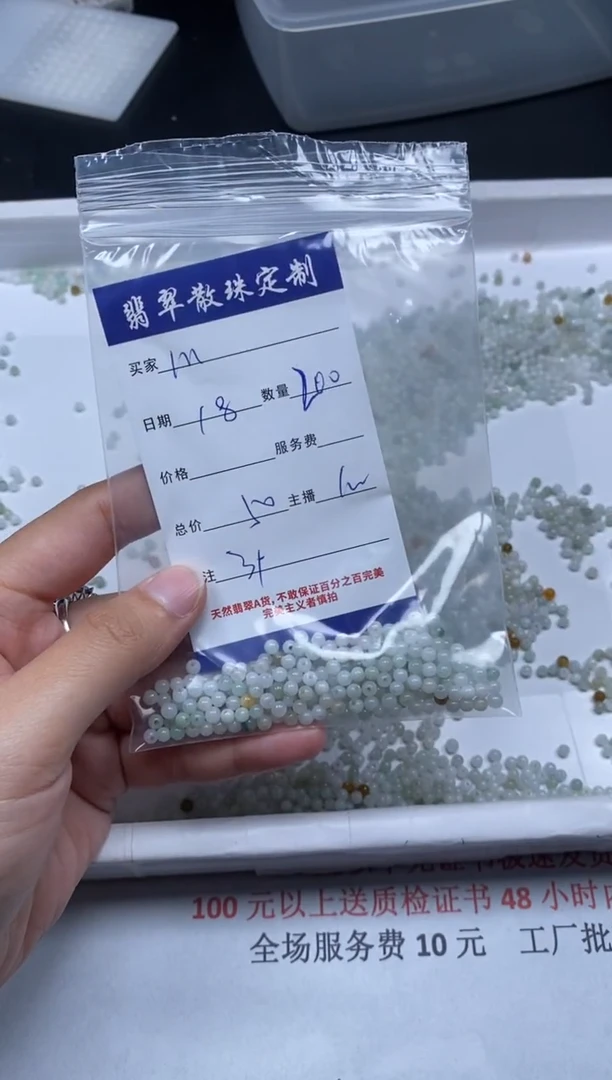 翡翠散珠定制
买家 m
日期 18 数量 200
价格 服务费
总价 50 主播
注
天然翡翠A货,不敢保证百分之百完美
完美主义者慎拍
100 元以上送质检证书 48 小时
全场服务费 10 元 工厂批